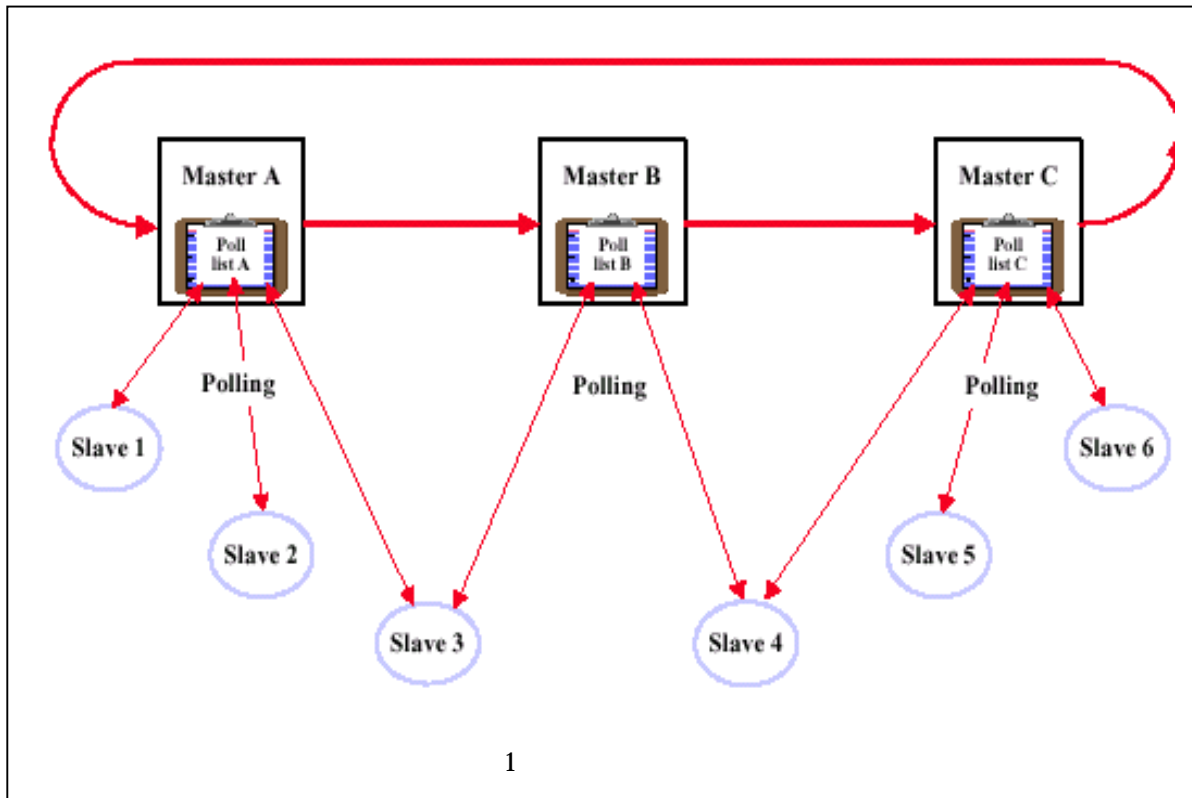 Master A
Master B
Master C
Poll
list A
Poll
list B
Poll
list C
Polling
Polling
Polling
Slave 1
Slave 6
Slave 2
Slave 5
Slave 3
Slave 4
1